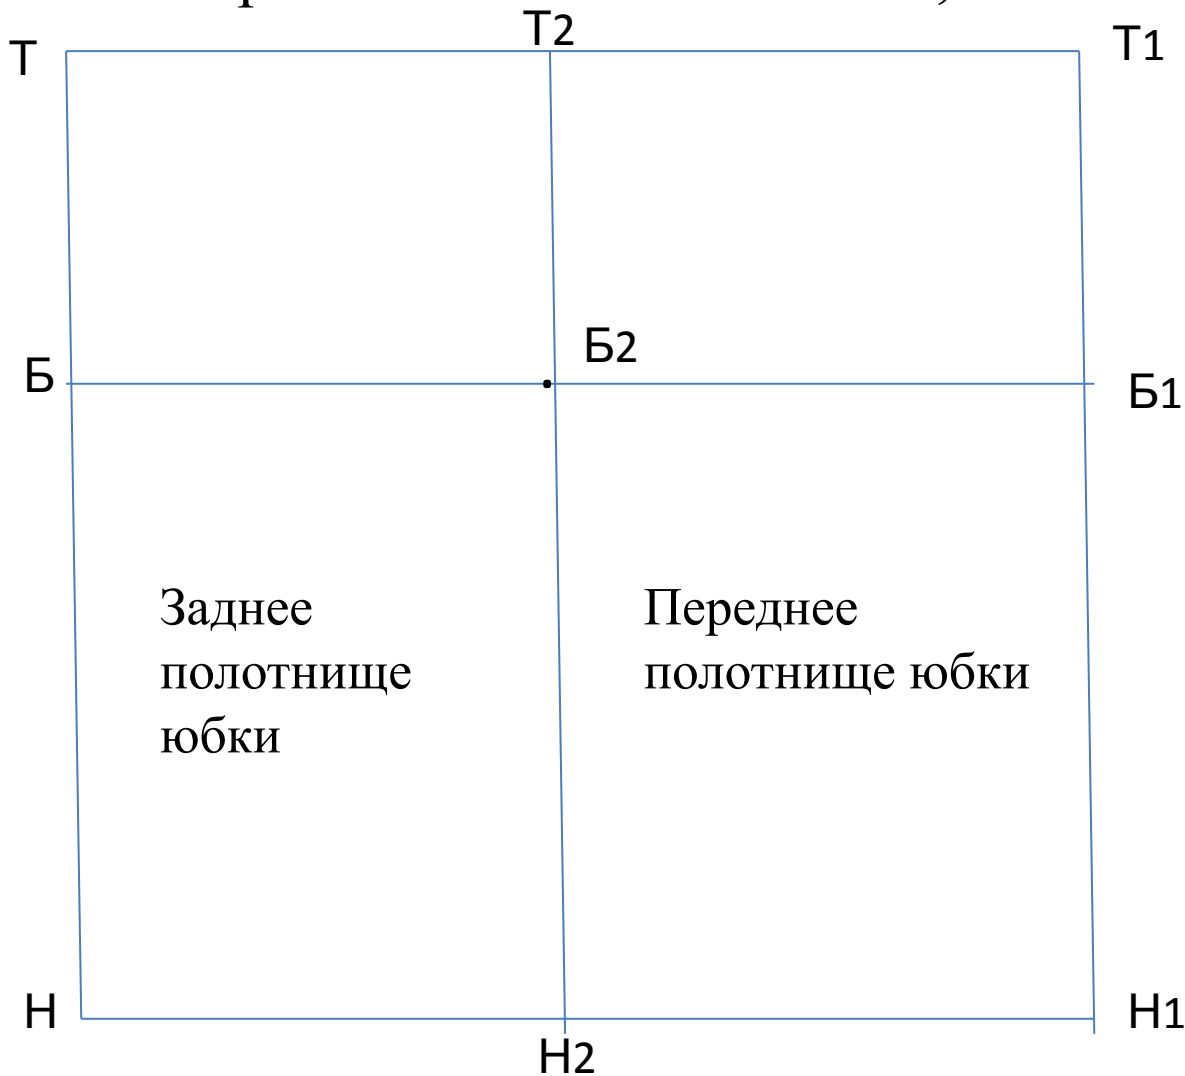 Т Т2 Т1
Б Б2 Б1
Заднее
полотнище
юбки
Переднее
полотнище юбки
Н Н2 Н1